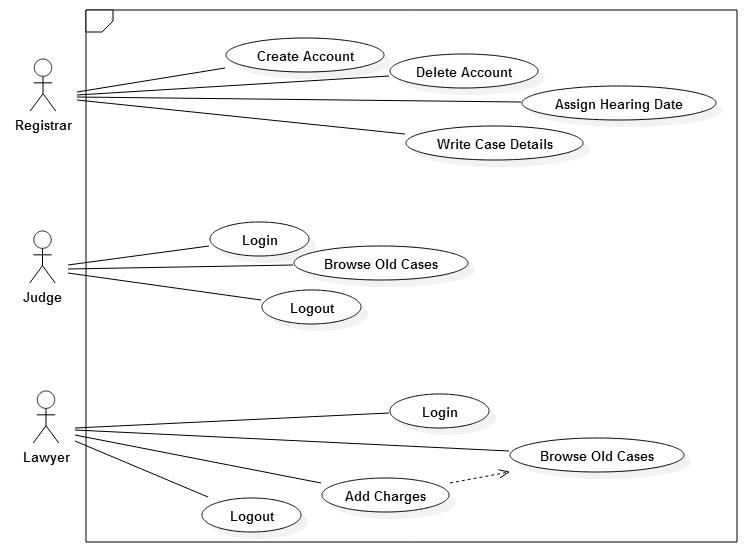 Create Account
Delete Account
Assign Hearing Date
Registrar
Write Case Details
Login
Browse Old Cases
Judge
Logout
Login
Lawyer
Browse Old Cases
Add Charges
Logout